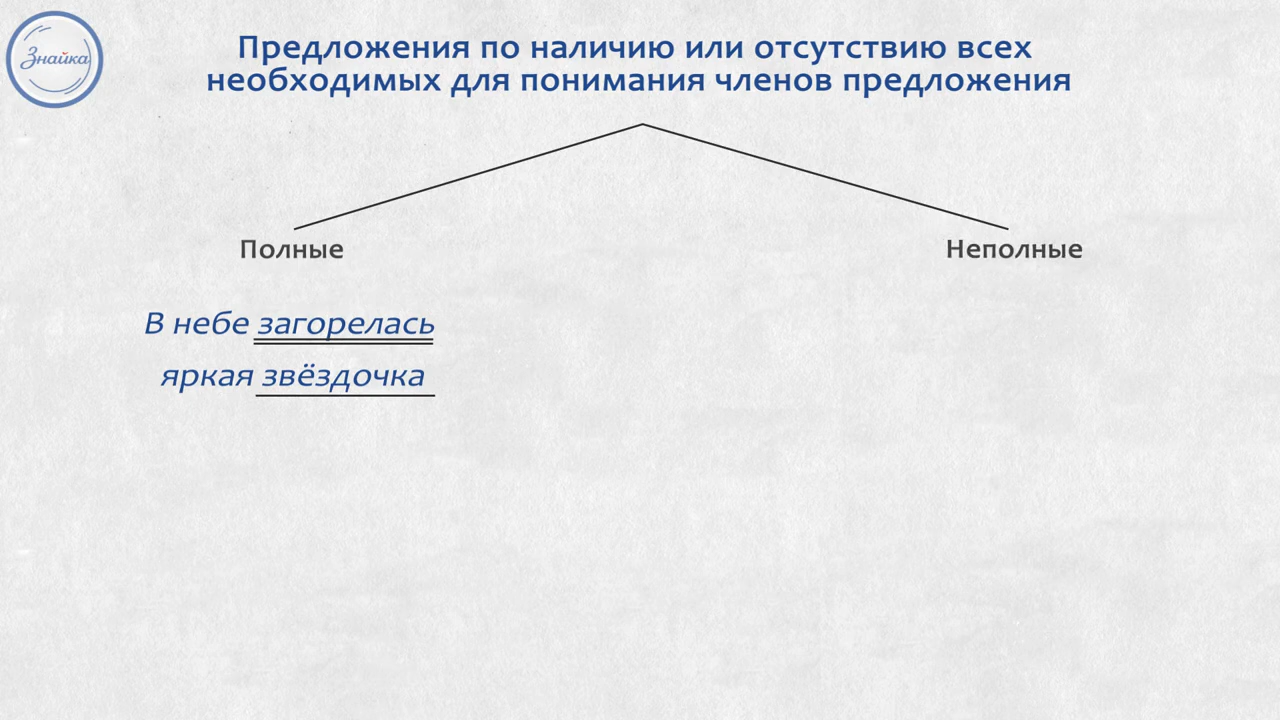 Знайка
Предложения по наличию или отсутствию всех
необходимых для понимания членов предложения
Полные
Неполные
В небе загорелась
яркая звёздочка